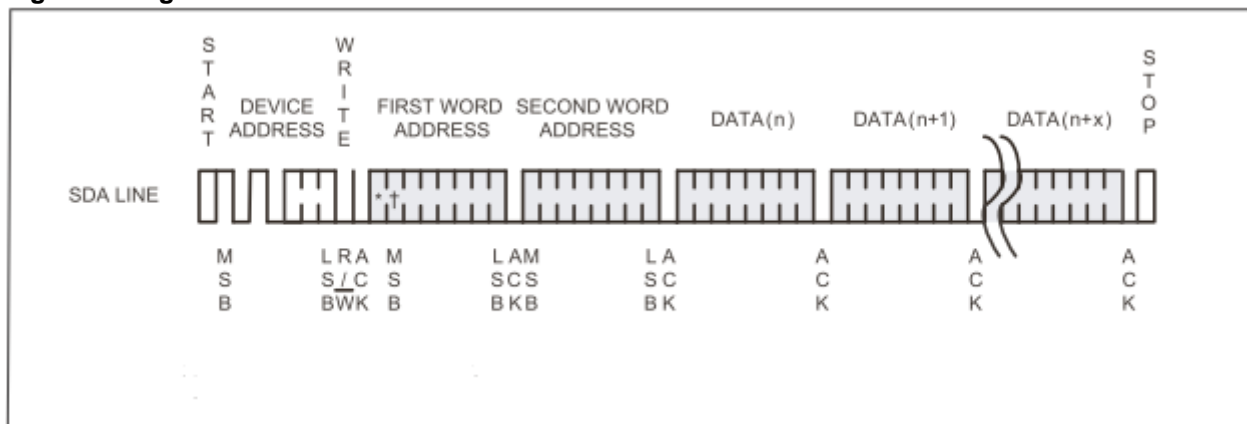 START
WRITE
STOP
DEVICE
ADDRESS
FIRST WORD
ADDRESS
SECOND WORD
ADDRESS
DATA(n)
DATA(n+1)
DATA(n+x)
SDA LINE
* †
MSB
LSB
R/W
ACK
MSB
LSB
ACK
MSB
LSB
ACK
ACK
ACK
ACK